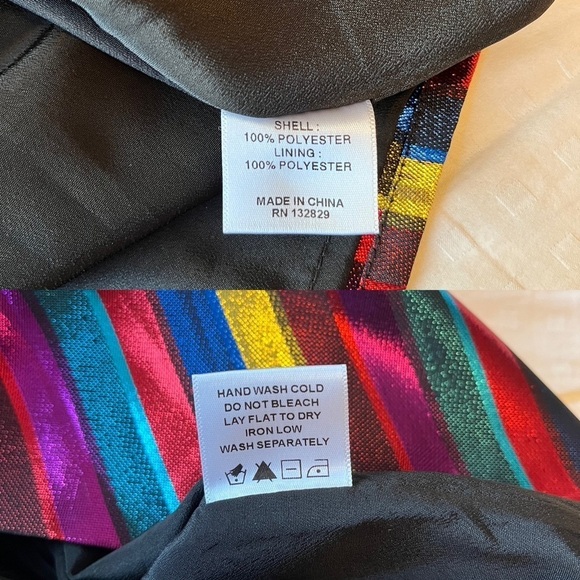 SHELL :
100% POLYESTER
LINING :
100% POLYESTER
MADE IN CHINA
RN 132829
HAND WASH COLD
DO NOT BLEACH
LAY FLAT TO DRY
IRON LOW
WASH SEPARATELY